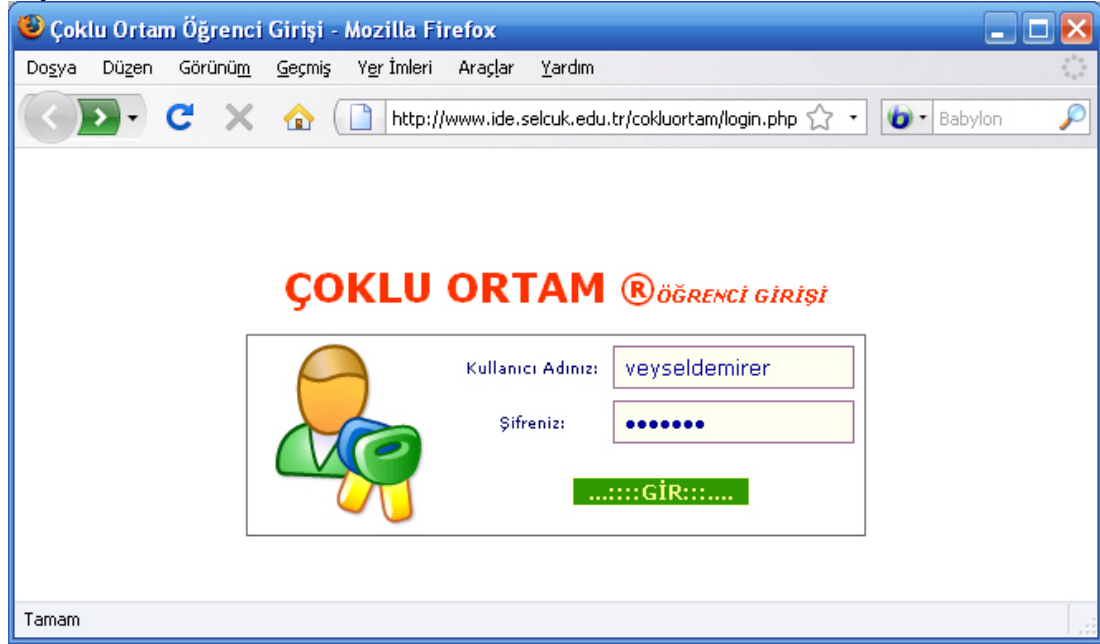 Çoklu Ortam Öğrenci Girişi - Mozilla Firefox
Dosya Düzen Görünüm Geçmiş Yer İmleri Araçlar Yardım
http://www.ide.selcuk.edu.tr/cokluortam/login.php b Babylon
ÇOKLU ORTAM ® ÖĞRENCİ GİRİŞİ
Kullanıcı Adınız: veyseldemirer
Şifreniz: •••••••
...::::GİR:::....
Tamam